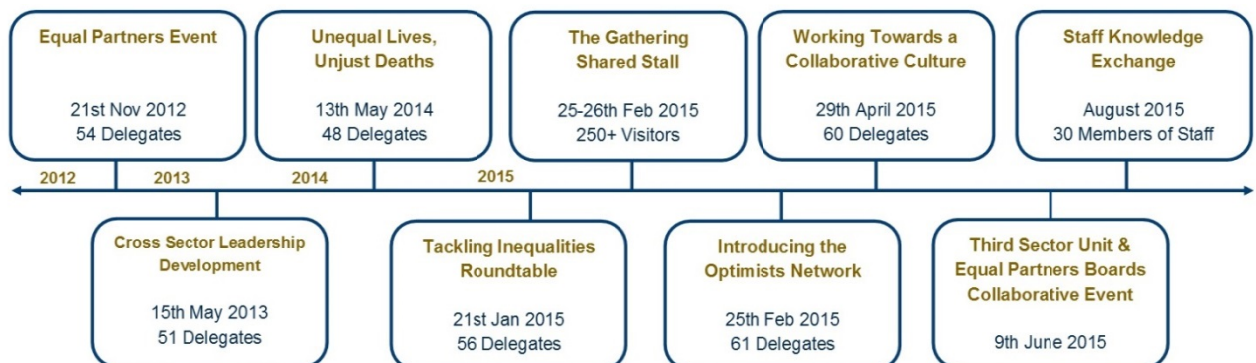 Equal Partners Event
21st Nov 2012
54 Delegates
Unequal Lives,
Unjust Deaths
13th May 2014
48 Delegates
The Gathering
Shared Stall
25-26th Feb 2015
250+ Visitors
Working Towards a
Collaborative Culture
29th April 2015
60 Delegates
Staff Knowledge
Exchange
August 2015
30 Members of Staff
2012
2013
2014
2015
Cross Sector Leadership
Development
15th May 2013
51 Delegates
Tackling Inequalities
Roundtable
21st Jan 2015
56 Delegates
Introducing the
Optimists Network
25th Feb 2015
61 Delegates
Third Sector Unit &
Equal Partners Boards
Collaborative Event
9th June 2015